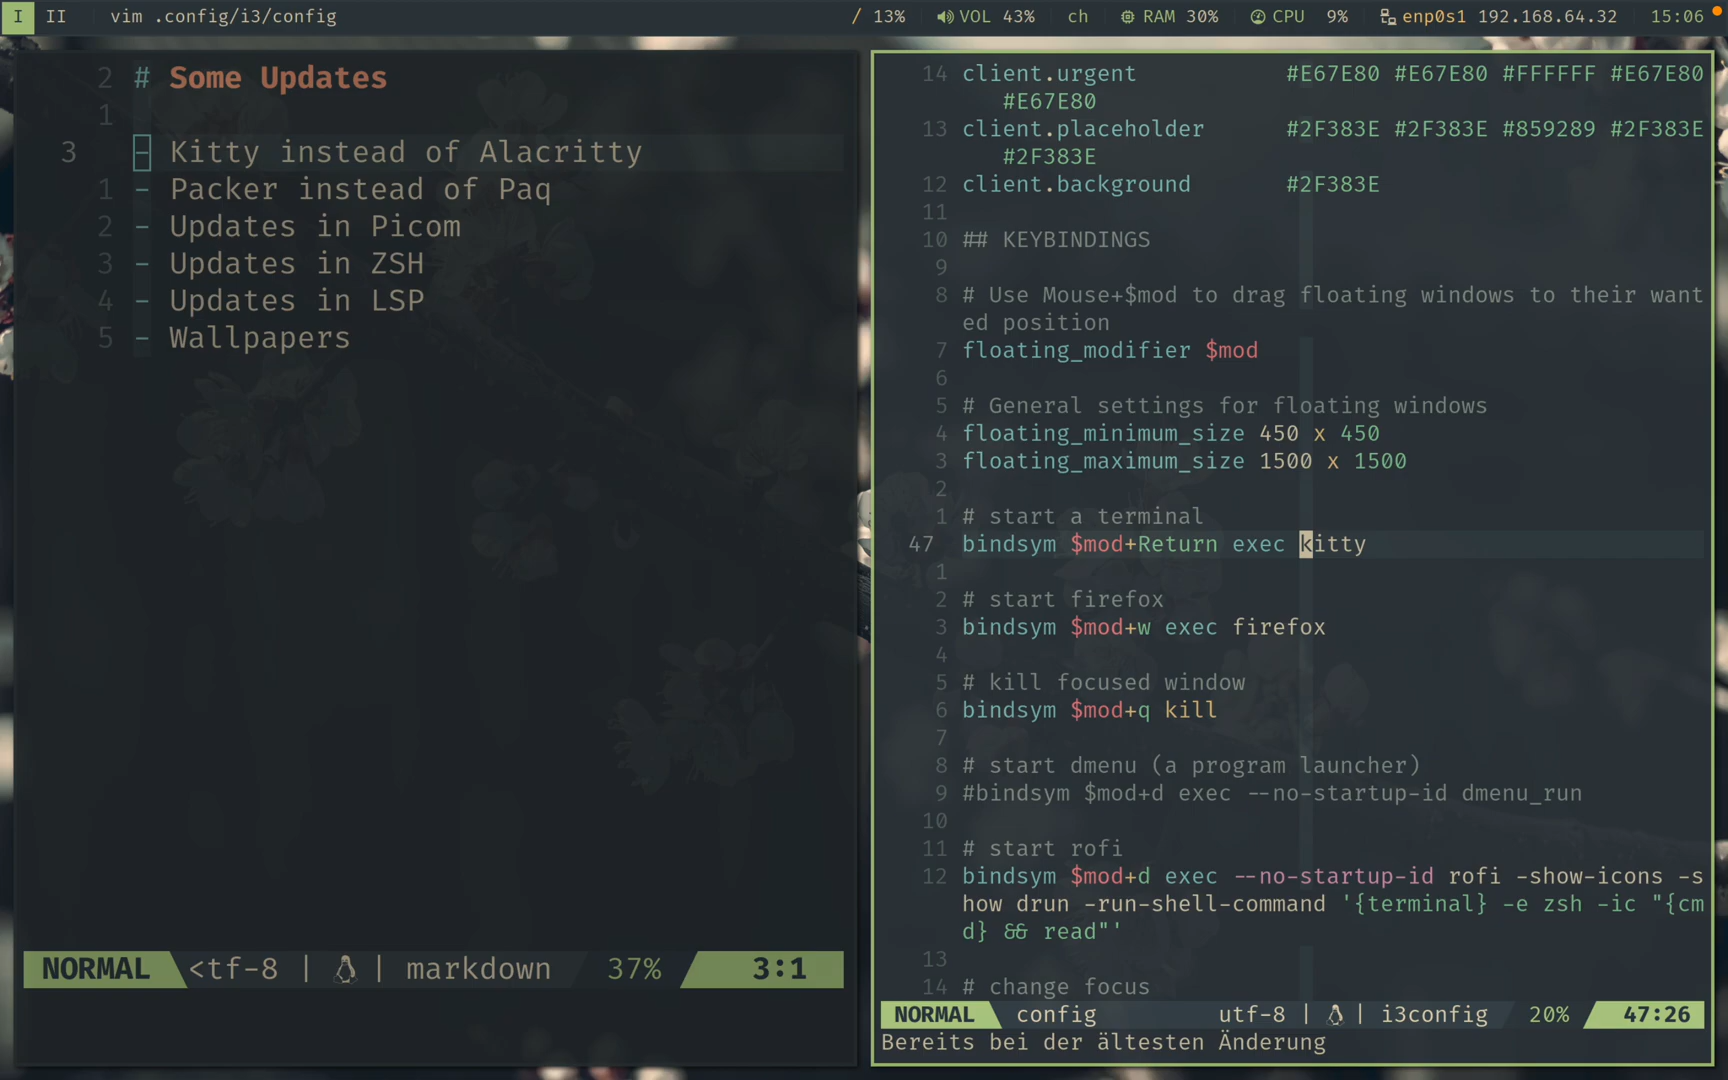 I II vim .config/i3/config / 13% VOL 43% ch RAM 30% CPU 9% enp0s1 192.168.64.32 15:06
2 # Some Updates
1
3 - Kitty instead of Alacritty
1 - Packer instead of Paq
2 - Updates in Picom
3 - Updates in ZSH
4 - Updates in LSP
5 - Wallpapers
NORMAL <tf-8 | | markdown 37% 3:1
14 client.urgent #E67E80 #E67E80 #FFFFFF #E67E80
#E67E80
13 client.placeholder #2F383E #2F383E #859289 #2F383E
#2F383E
12 client.background #2F383E
11
10 ## KEYBINDINGS
9
8 # Use Mouse+$mod to drag floating windows to their want
ed position
7 floating_modifier $mod
6
5 # General settings for floating windows
4 floating_minimum_size 450 x 450
3 floating_maximum_size 1500 x 1500
2
1 # start a terminal
47 bindsym $mod+Return exec kitty
1
2 # start firefox
3 bindsym $mod+w exec firefox
4
5 # kill focused window
6 bindsym $mod+q kill
7
8 # start dmenu (a program launcher)
9 #bindsym $mod+d exec --no-startup-id dmenu_run
10
11 # start rofi
12 bindsym $mod+d exec --no-startup-id rofi -show-icons -s
how drun -run-shell-command '{terminal} -e zsh -ic "{cm
d} && read"'
13
14 # change focus
NORMAL config utf-8 | | i3config 20% 47:26
Bereits bei der ältesten Änderung